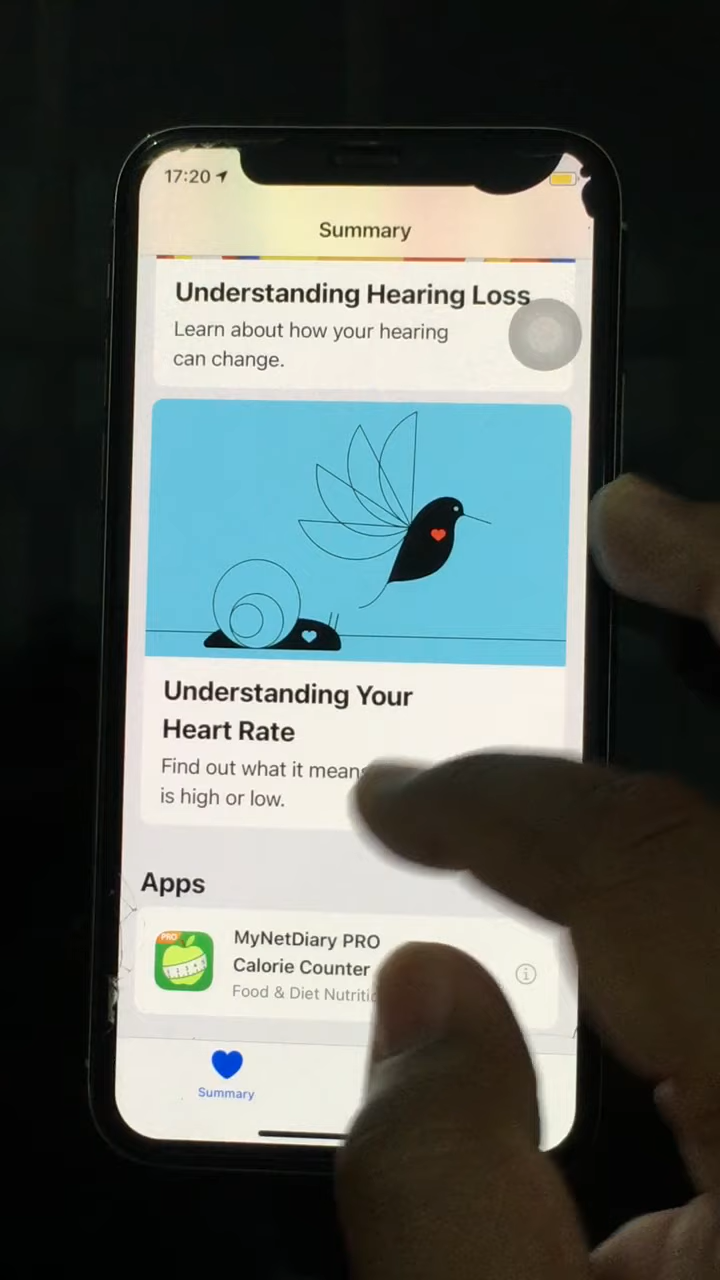 17:20
Summary
Understanding Hearing Loss
Learn about how your hearing
can change.
Understanding Your
Heart Rate
Find out what it means
is high or low.
Apps
PRO
MyNetDiary PRO
Calorie Counter
Food & Diet
Summary